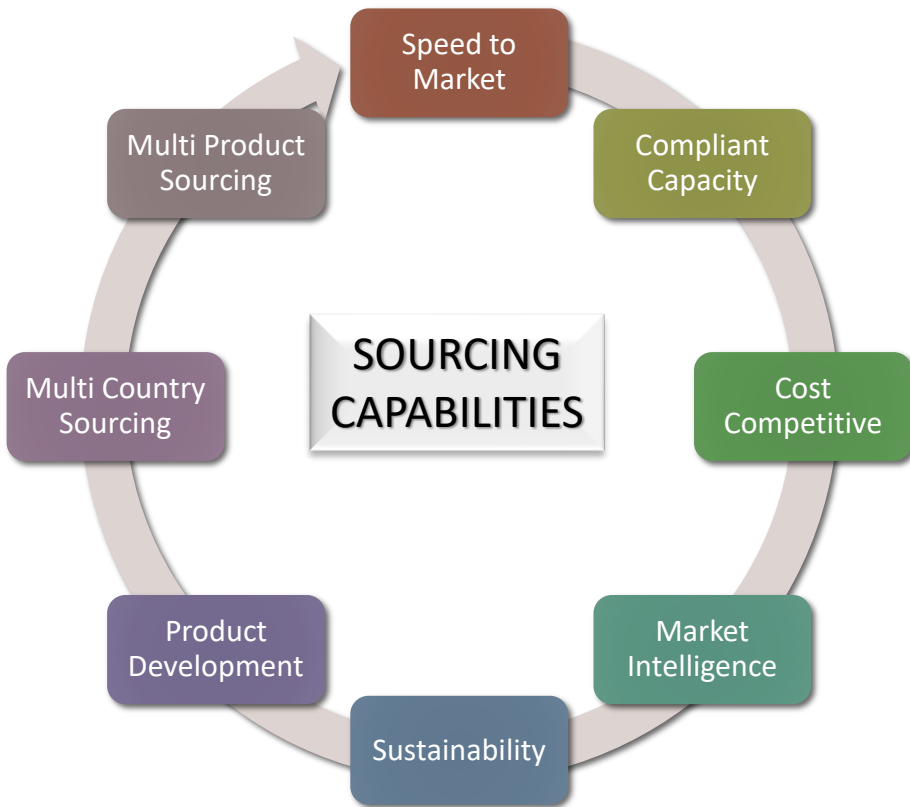 Speed to
Market
Compliant
Capacity
Cost
Competitive
Market
Intelligence
Sustainability
Product
Development
Multi Country
Sourcing
Multi Product
Sourcing
SOURCING
CAPABILITIES